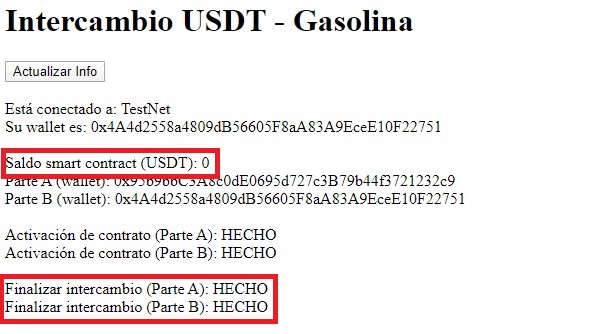 Intercambio USDT - Gasolina
Actualizar Info
Está conectado a: TestNet
Su wallet es: 0x4A4d2558a4809dB56605F8aA83A9EceE10F22751
Saldo smart contract (USDT): 0
Parte A (wallet): 0x95b9bbC3A8c0dE0695d727c3B79b44f3721232c9
Parte B (wallet): 0x4A4d2558a4809dB56605F8aA83A9EceE10F22751
Activación de contrato (Parte A): HECHO
Activación de contrato (Parte B): HECHO
Finalizar intercambio (Parte A): HECHO
Finalizar intercambio (Parte B): HECHO